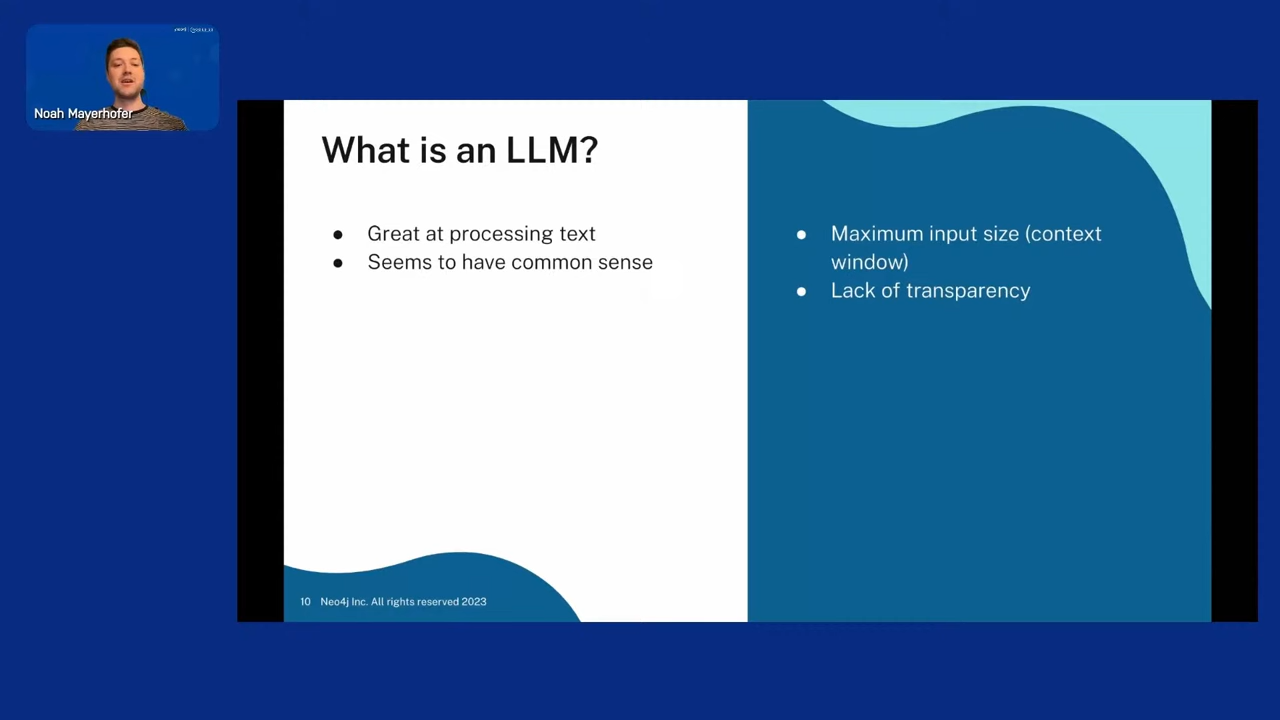 Noah Mayerhofer
What is an LLM?
● Great at processing text
● Seems to have common sense
● Maximum input size (context
window)
● Lack of transparency
10 Neo4j Inc. All rights reserved 2023